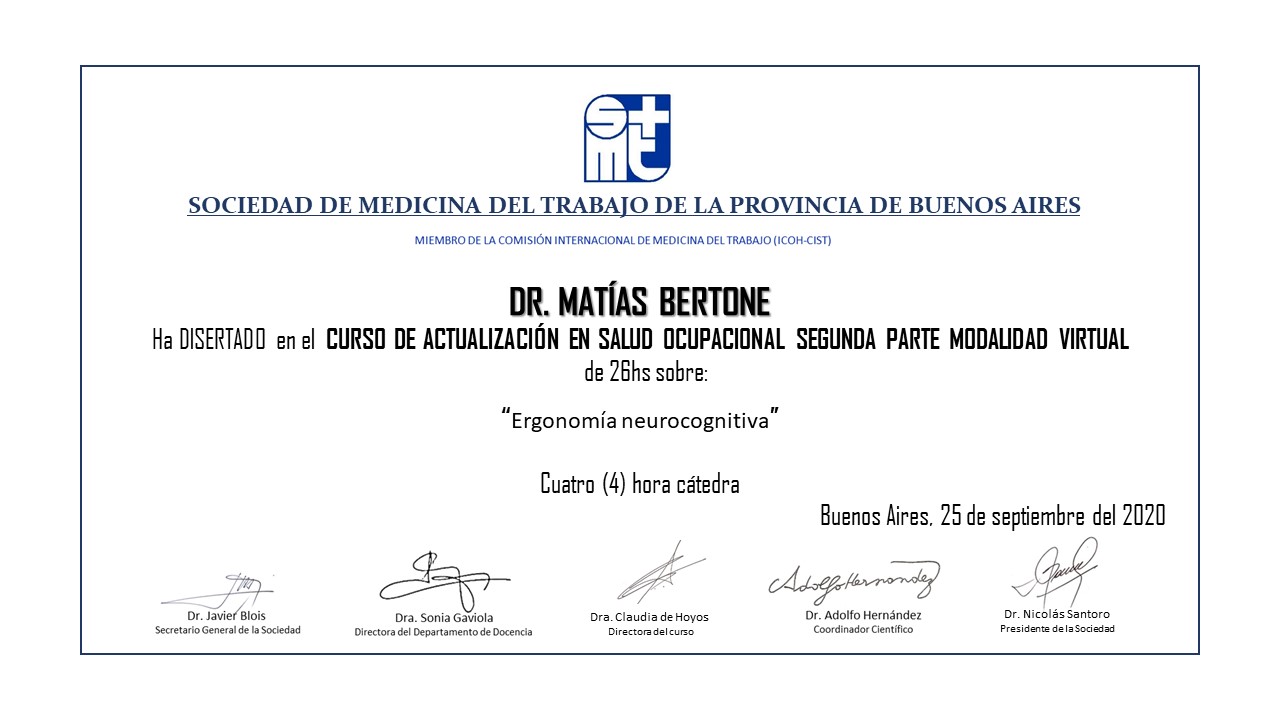 s+
mt
SOCIEDAD DE MEDICINA DEL TRABAJO DE LA PROVINCIA DE BUENOS AIRES
MIEMBRO DE LA COMISIÓN INTERNACIONAL DE MEDICINA DEL TRABAJO (ICOH-CIST)
DR. MATÍAS BERTONE
Ha DISERTADO en el CURSO DE ACTUALIZACIÓN EN SALUD OCUPACIONAL SEGUNDA PARTE MODALIDAD VIRTUAL
de 26hs sobre:
“Ergonomía neurocognitiva”
Cuatro (4) hora cátedra
Buenos Aires, 25 de septiembre del 2020
Adolfo Hernandez
Dr. Javier Blois
Secretario General de la Sociedad
Dra. Sonia Gaviola
Directora del Departamento de Docencia
Dra. Claudia de Hoyos
Directora del curso
Dr. Adolfo Hernández
Coordinador Científico
Dr. Nicolás Santoro
Presidente de la Sociedad